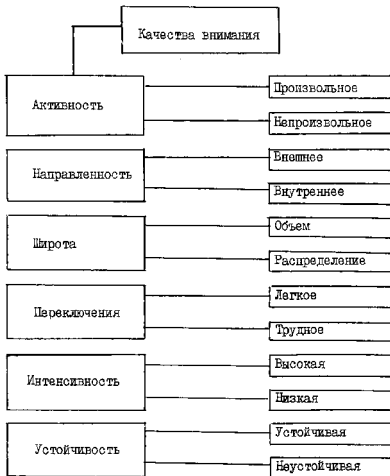 Качества внимания
Активность
Произвольное
Непроизвольное
Направленность
Внешнее
Внутреннее
Широта
Объем
Распределение
Переключения
Легкое
Трудное
Интенсивность
Высокая
Низкая
Устойчивость
Устойчивая
Неустойчивая